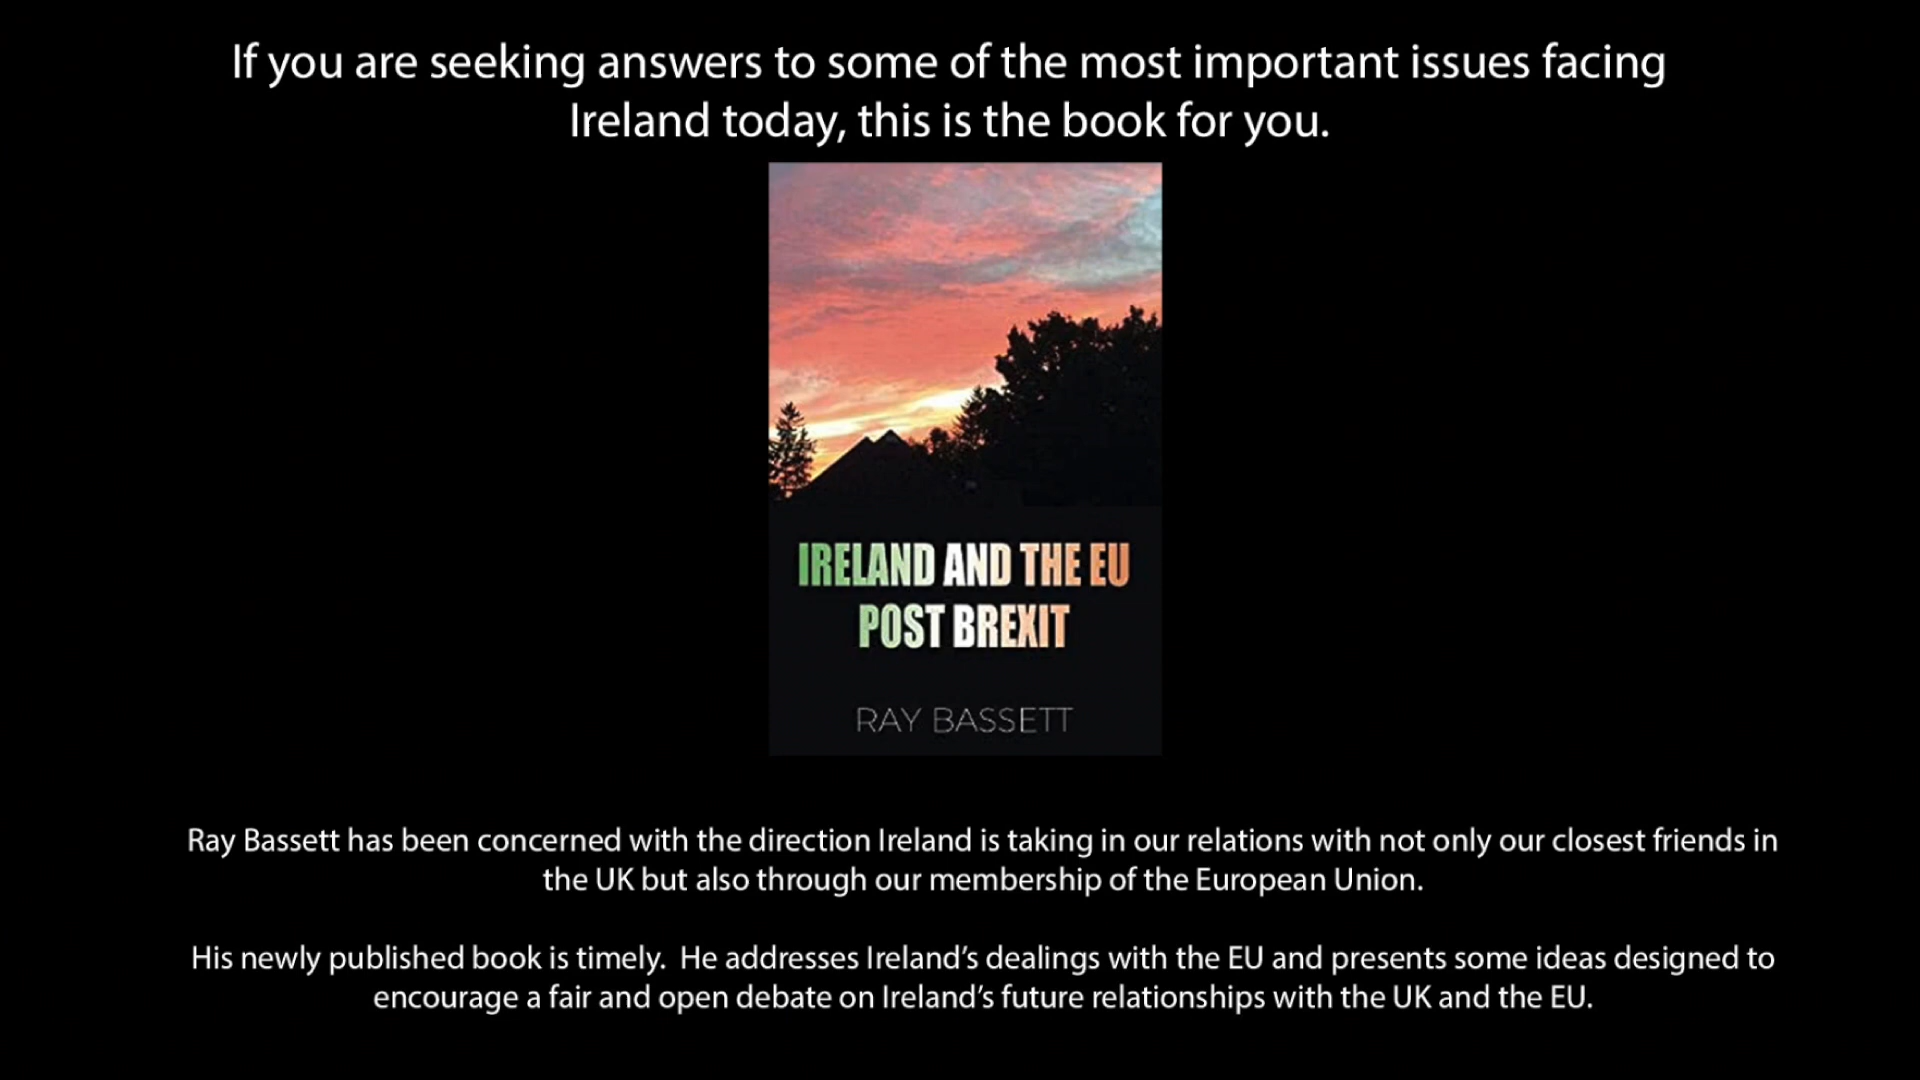 If you are seeking answers to some of the most important issues facing
Ireland today, this is the book for you.
IRELAND AND THE EU
POST BREXIT
RAY BASSETT
Ray Bassett has been concerned with the direction Ireland is taking in our relations with not only our closest friends in
the UK but also through our membership of the European Union.
His newly published book is timely.  He addresses Ireland’s dealings with the EU and presents some ideas designed to
encourage a fair and open debate on Ireland’s future relationships with the UK and the EU.